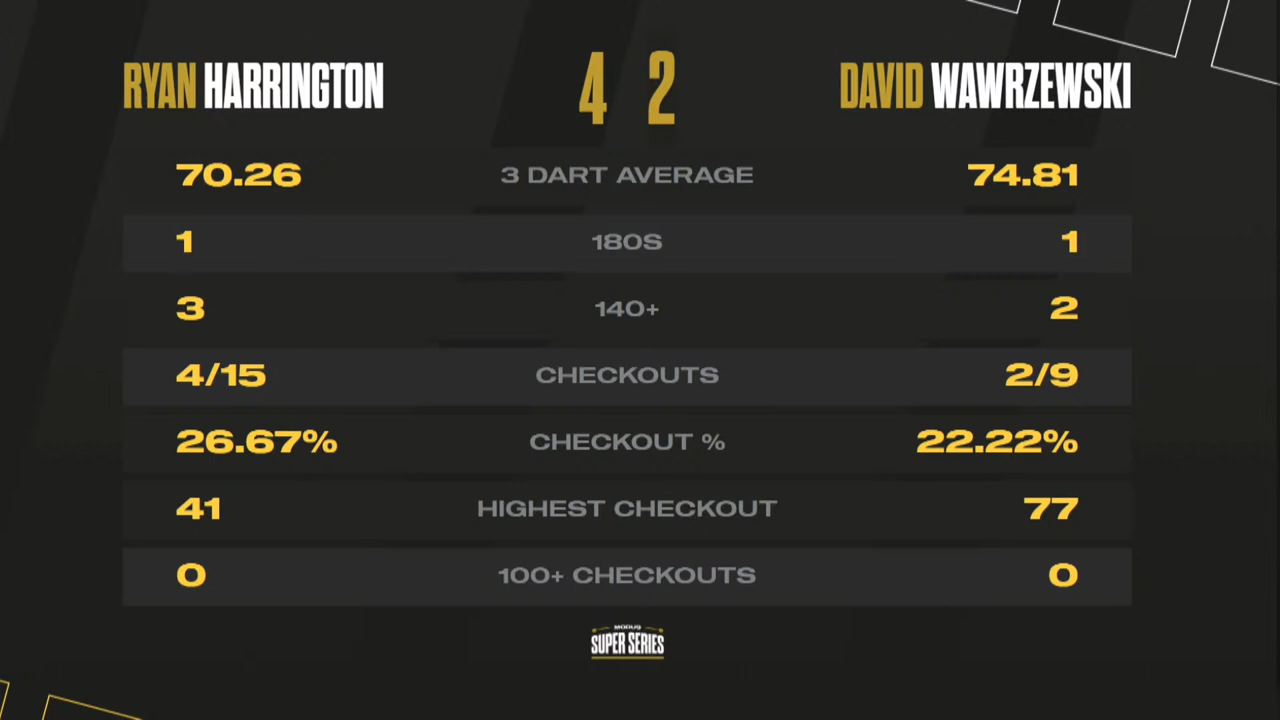 RYAN HARRINGTON 4 2 DAVID WAWRZEWSKI
70.26 3 DART AVERAGE 74.81
1 180S 1
3 140+ 2
4/15 CHECKOUTS 2/9
26.67% CHECKOUT % 22.22%
41 HIGHEST CHECKOUT 77
0 100+ CHECKOUTS 0
MODUS
SUPER SERIES